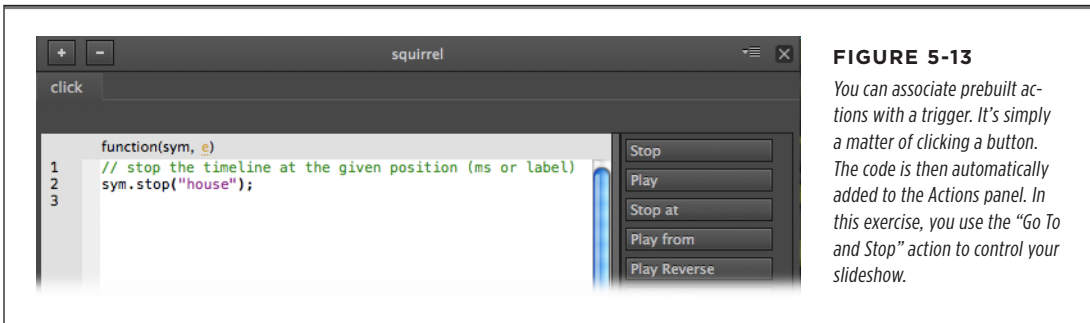 + - squirrel
click
function(sym, e)
1 // stop the timeline at the given position (ms or label)
2 sym.stop("house");
3
Stop
Play
Stop at
Play from
Play Reverse
FIGURE 5-13
You can associate prebuilt ac-
tions with a trigger. It's simply
a matter of clicking a button.
The code is then automatically
added to the Actions panel. In
this exercise, you use the “Go To
and Stop” action to control your
slideshow.